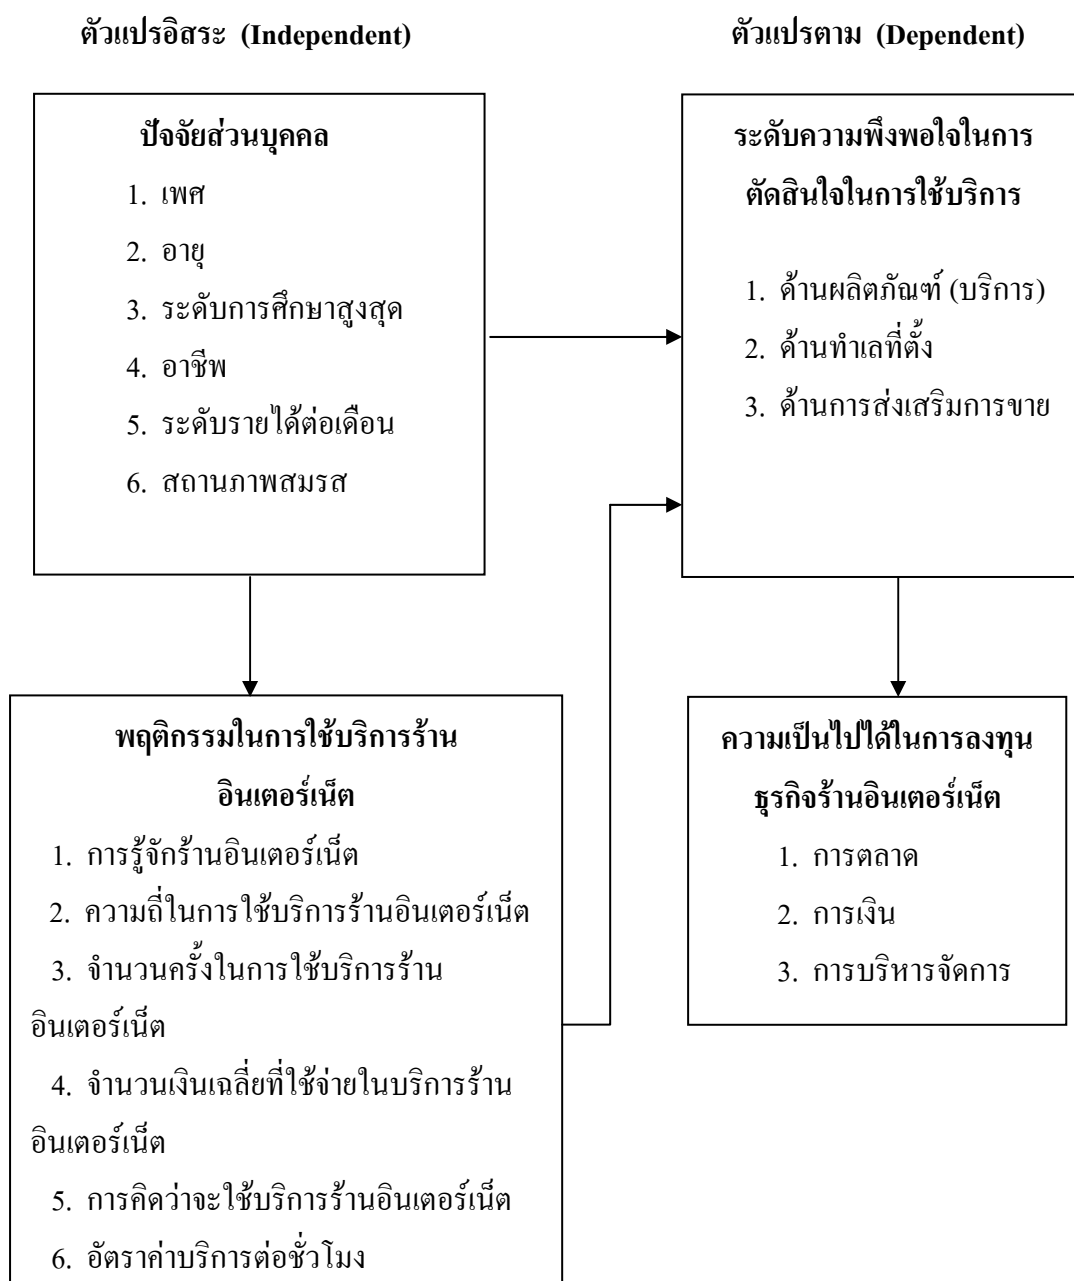 ตัวแปรอิสระ (Independent)
ตัวแปรตาม (Dependent)
ปัจจัยส่วนบุคคล
1. เพศ
2. อายุ
3. ระดับการศึกษาสูงสุด
4. อาชีพ
5. ระดับรายได้ต่อเดือน
6. สถานภาพสมรส
ระดับความพึงพอใจในการ
ตัดสินใจในการใช้บริการ
1. ด้านผลิตภัณฑ์ (บริการ)
2. ด้านทำเลที่ตั้ง
3. ด้านการส่งเสริมการขาย
พฤติกรรมในการใช้บริการร้าน
อินเตอร์เน็ต
1. การรู้จักร้านอินเตอร์เน็ต
2. ความถี่ในการใช้บริการร้านอินเตอร์เน็ต
3. จำนวนครั้งในการใช้บริการร้าน
อินเตอร์เน็ต
4. จำนวนเงินเฉลี่ยที่ใช้จ่ายในบริการร้าน
อินเตอร์เน็ต
5. การคิดว่าจะใช้บริการร้านอินเตอร์เน็ต
6. อัตราค่าบริการต่อชั่วโมง
ความเป็นไปได้ในการลงทุน
ธุรกิจร้านอินเตอร์เน็ต
1. การตลาด
2. การเงิน
3. การบริหารจัดการ